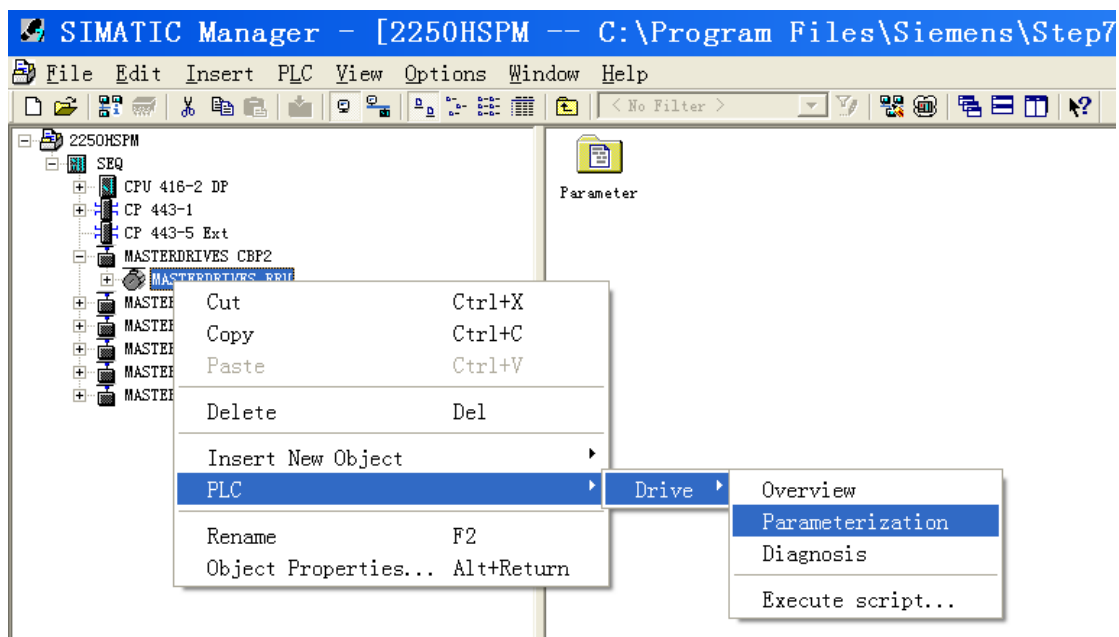 SIMATIC Manager - [2250HSPM -- C:\Program Files\Siemens\Step7
File Edit Insert PLC View Options Window Help
< No Filter >
2250HSPM
SEQ
CPU 416-2 DP
CP 443-1
CP 443-5 Ext
MASTERDRIVES CBP2
MASTERDRIVES
Parameter
Cut Ctrl+X
Copy Ctrl+C
Paste Ctrl+V
Delete Del
Insert New Object
PLC
Rename F2
Object Properties... Alt+Return
Drive
Overview
Parameterization
Diagnosis
Execute script...